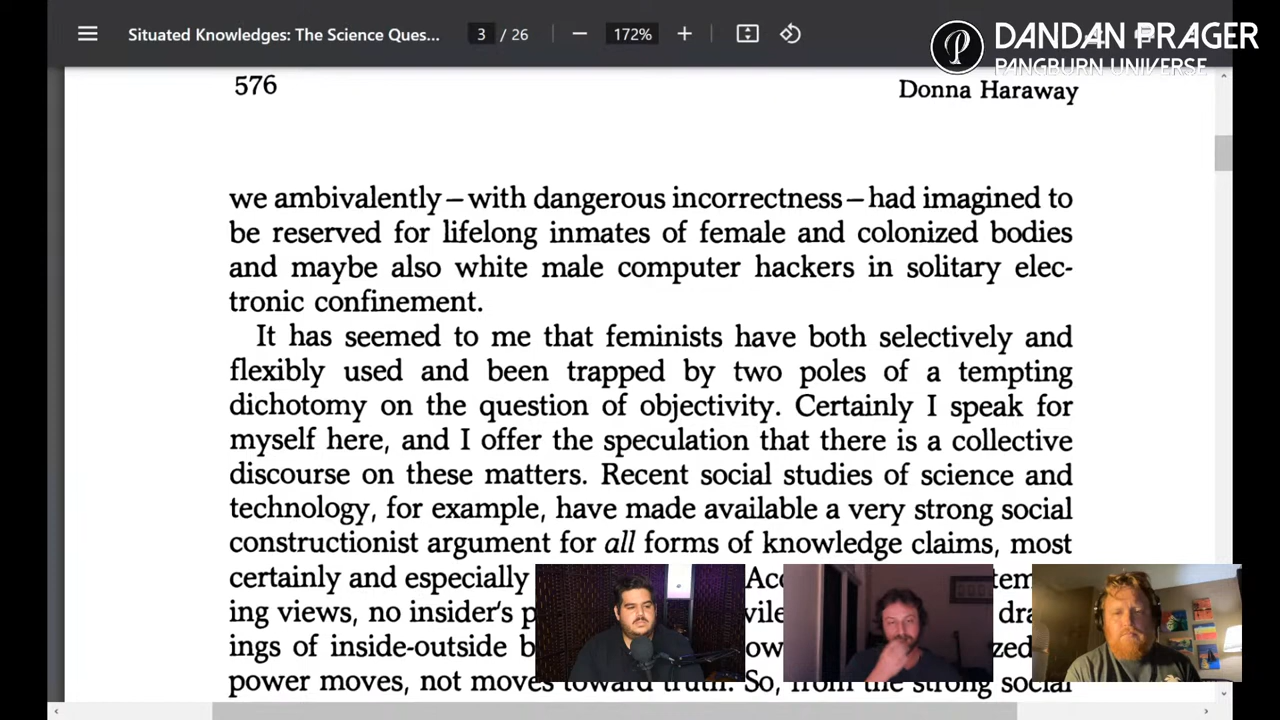 Situated Knowledges: The Science Ques...
3 / 26
172%
DANDAN PRAGER
PANGBURN UNIVERSE
576
Donna Haraway
we ambivalently – with dangerous incorrectness – had imagined to
be reserved for lifelong inmates of female and colonized bodies
and maybe also white male computer hackers in solitary elec-
tronic confinement.
It has seemed to me that feminists have both selectively and
flexibly used and been trapped by two poles of a tempting
dichotomy on the question of objectivity. Certainly I speak for
myself here, and I offer the speculation that there is a collective
discourse on these matters. Recent social studies of science and
technology, for example, have made available a very strong social
constructionist argument for all forms of knowledge claims, most
certainly and especially
ing views, no insider's
ings of inside-outside
power moves, not moves toward truth. So, from the strong social